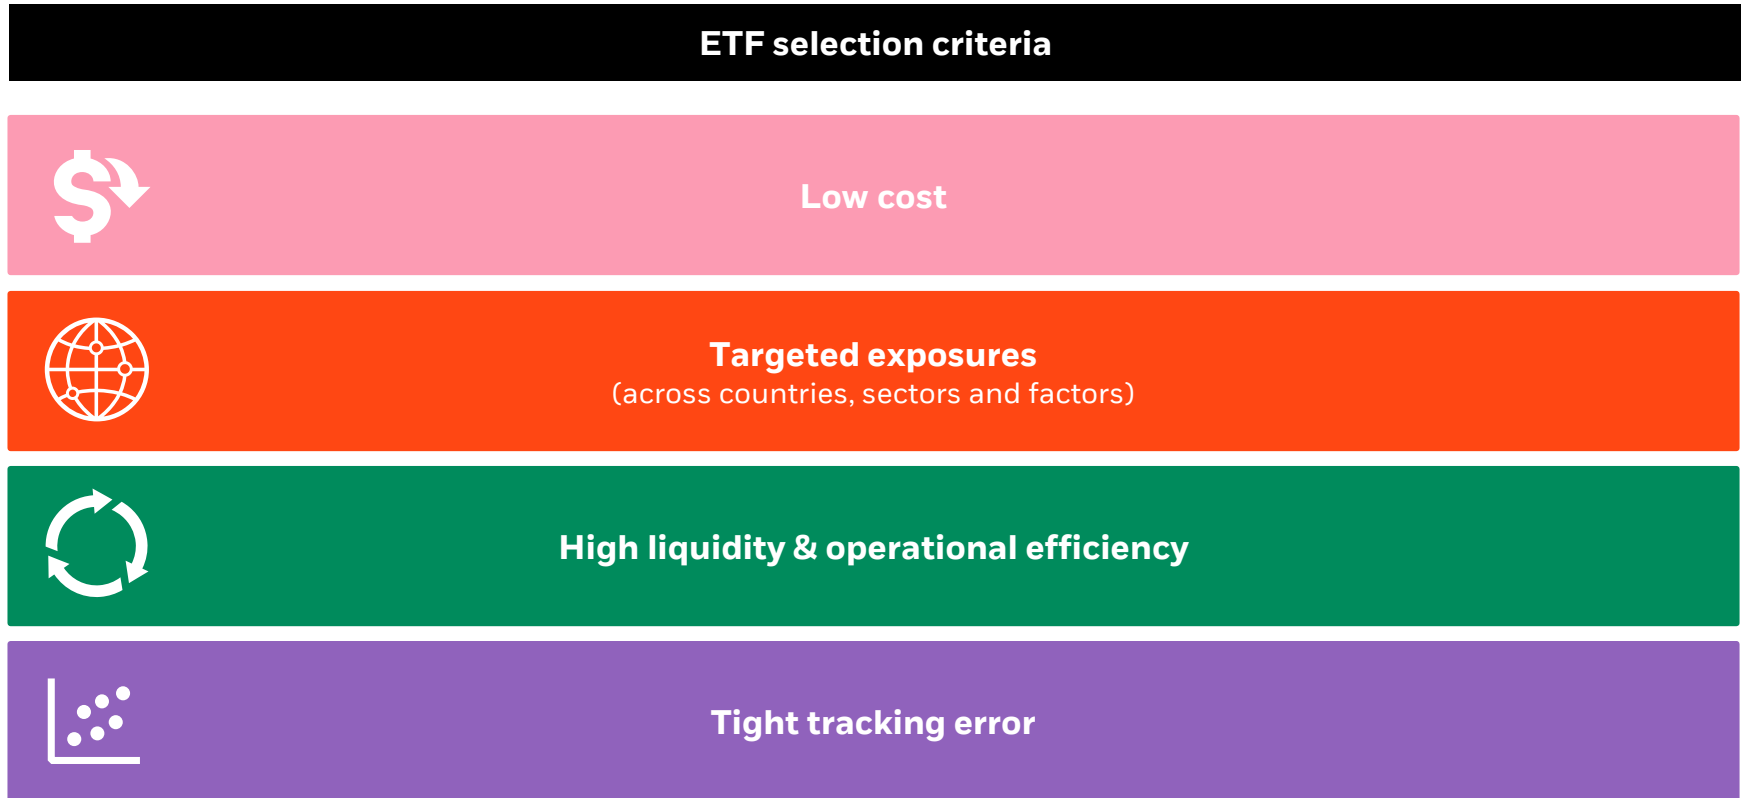 ETF selection criteria
Low cost
Targeted exposures
(across countries, sectors and factors)
High liquidity & operational efficiency
Tight tracking error